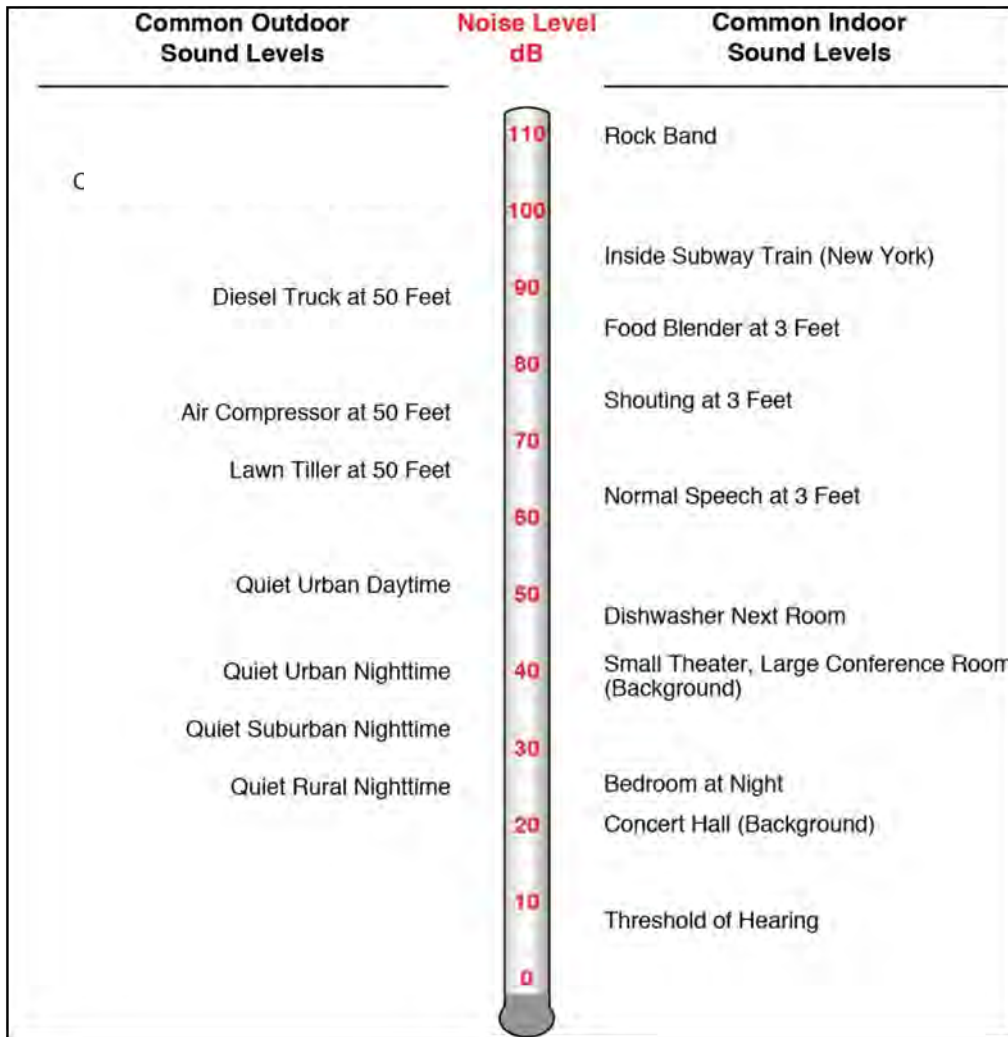 Common Outdoor
Sound Levels
Noise Level
dB
Common Indoor
Sound Levels
110
Rock Band
C
100
Inside Subway Train (New York)
90
Diesel Truck at 50 Feet
Food Blender at 3 Feet
80
Shouting at 3 Feet
Air Compressor at 50 Feet
70
Lawn Tiller at 50 Feet
Normal Speech at 3 Feet
60
Quiet Urban Daytime
50
Dishwasher Next Room
Quiet Urban Nighttime
40
Small Theater, Large Conference Room
(Background)
Quiet Suburban Nighttime
30
Quiet Rural Nighttime
Bedroom at Night
20
Concert Hall (Background)
10
Threshold of Hearing
0